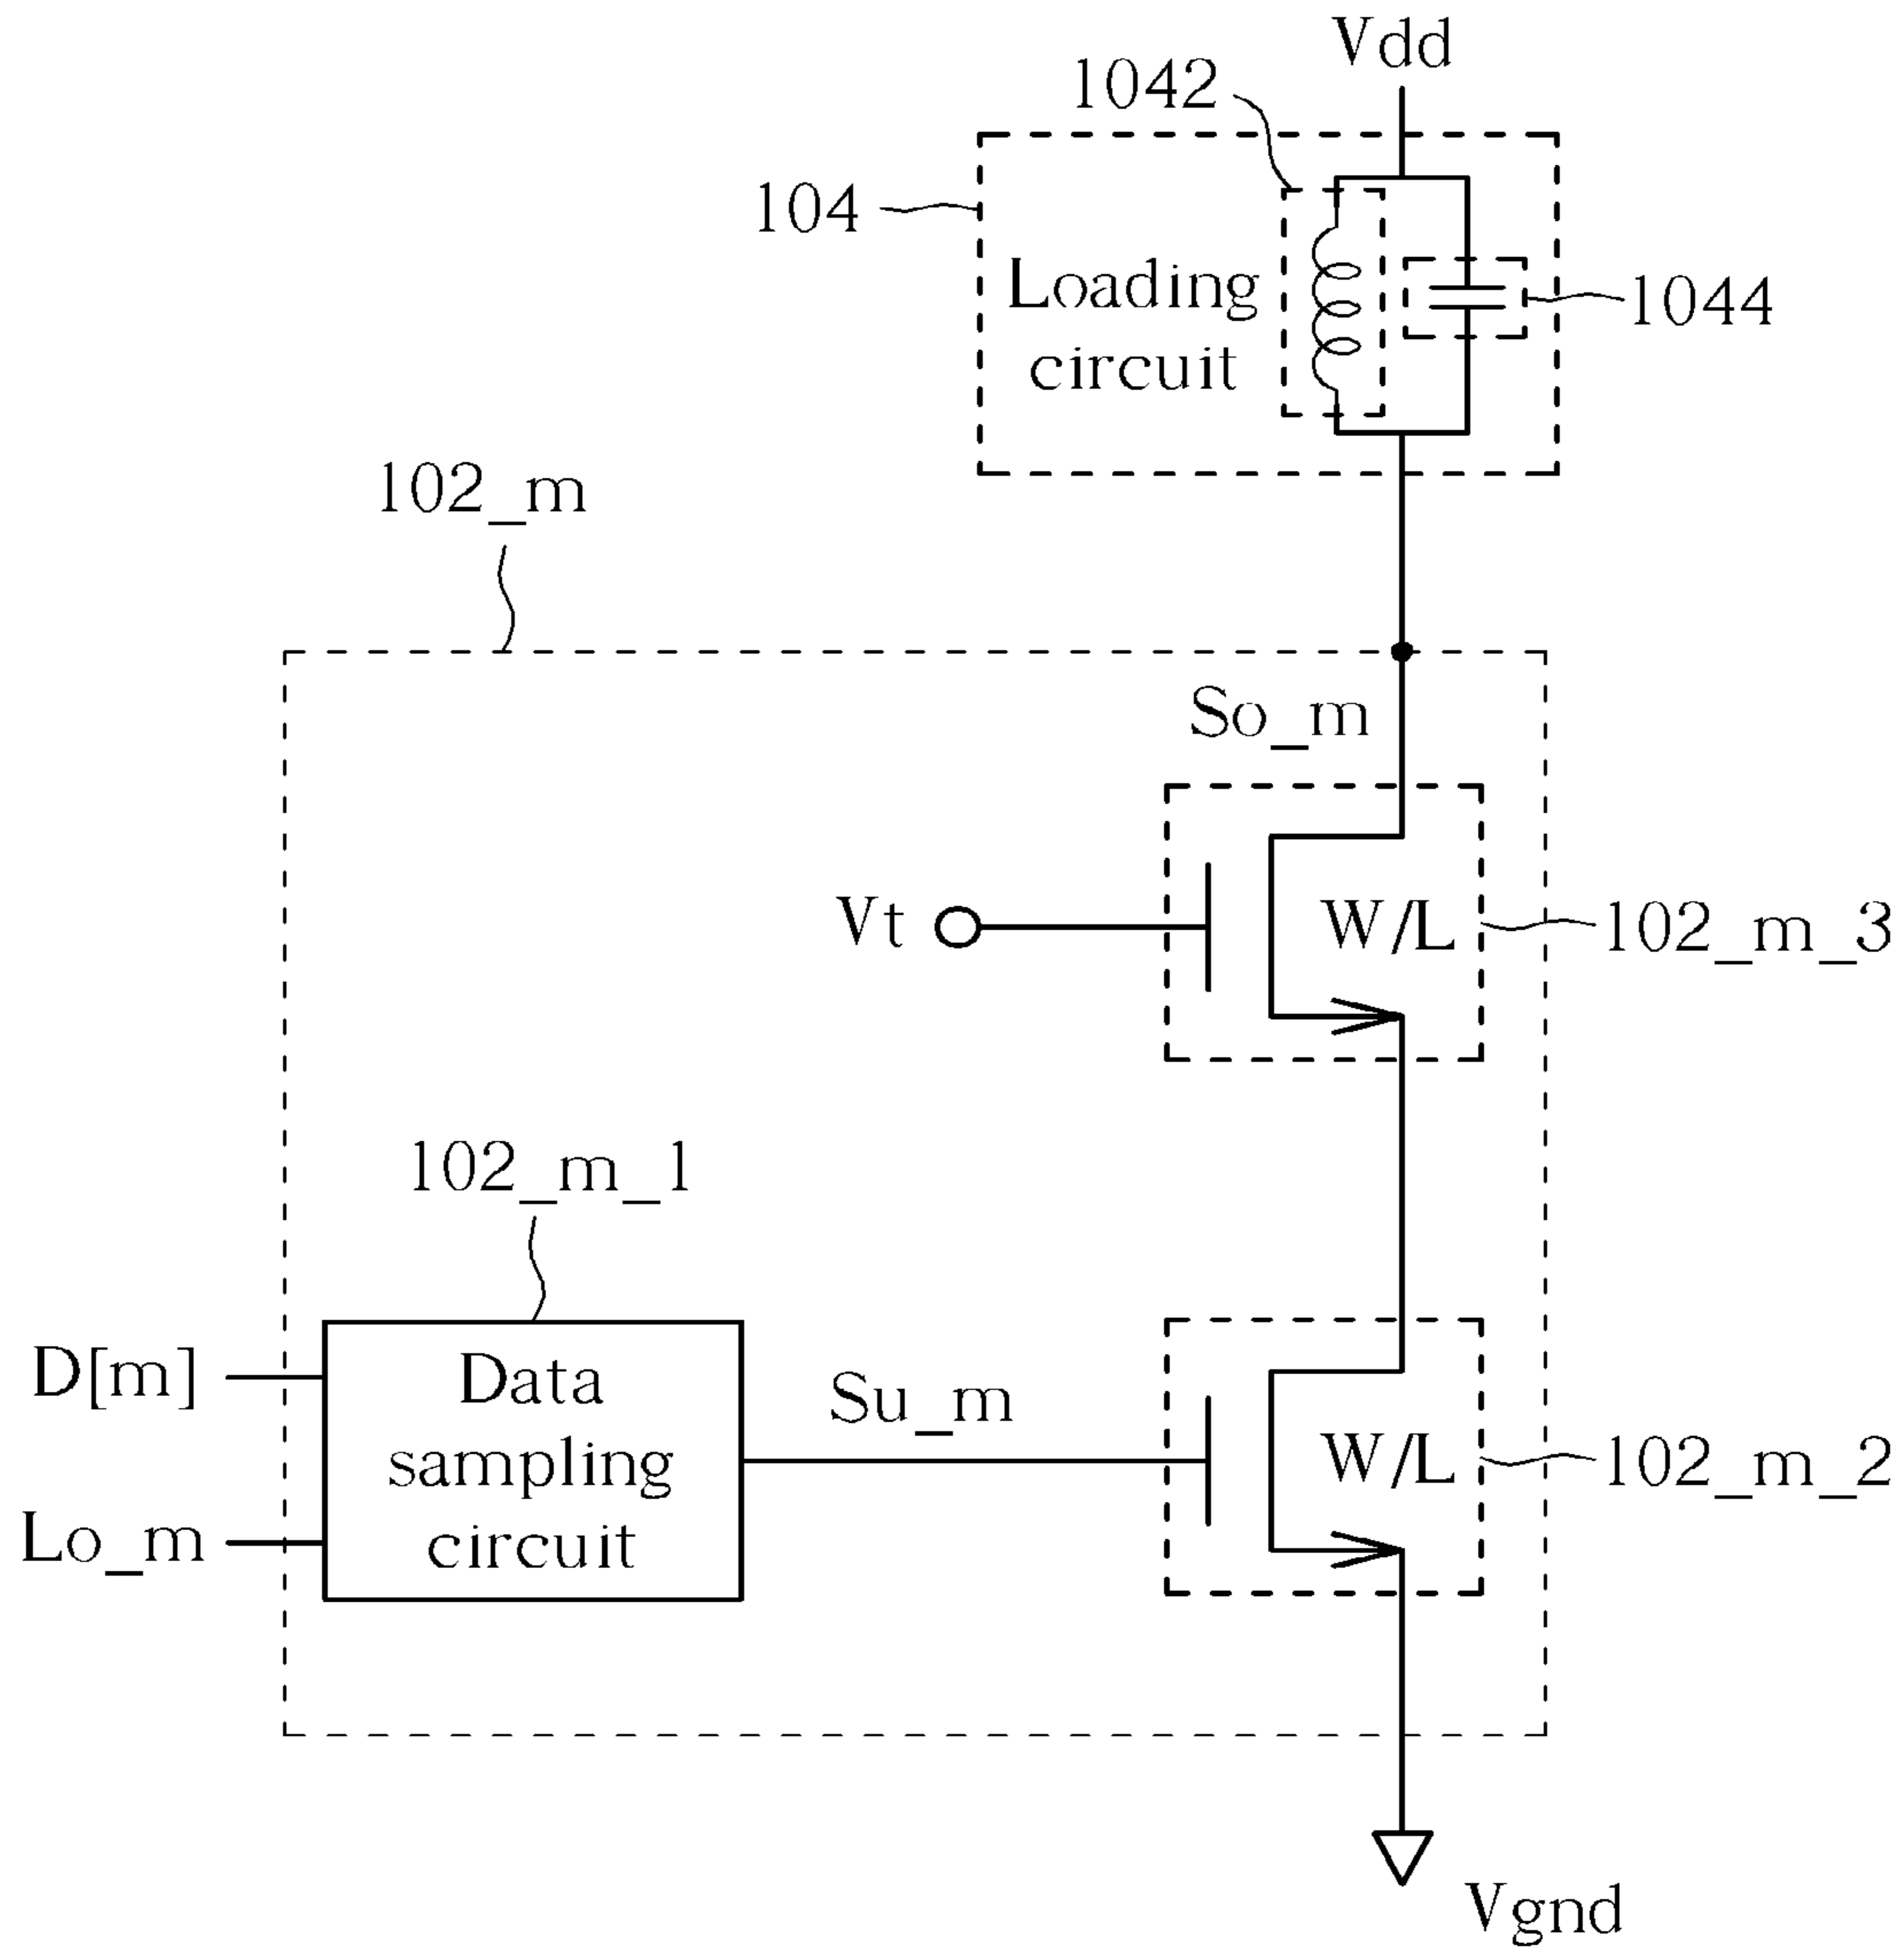 Vdd
1042
104
Loading
circuit
1044
102_m
So_m
Vt
W/L
102_m_3
102_m_1
D[m]
Data
sampling
circuit
Su_m
W/L
102_m_2
Lo_m
Vgnd